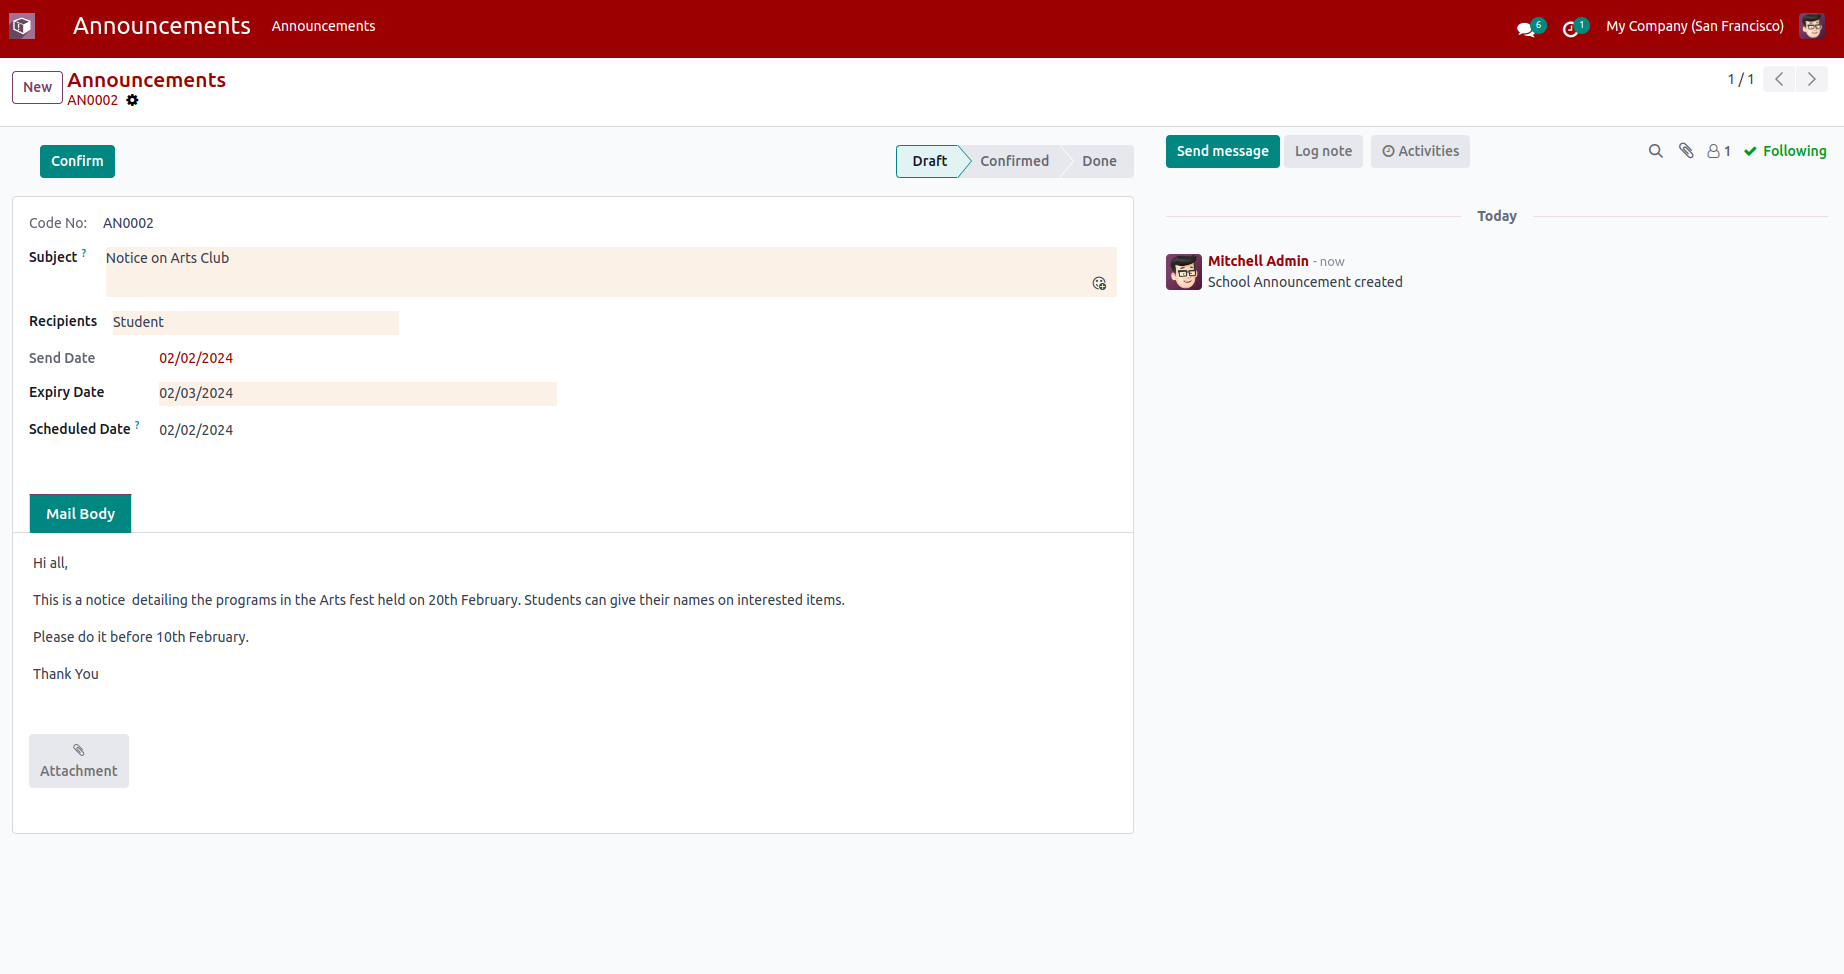 Announcements Announcements 6 1 My Company (San Francisco)
New Announcements 1 / 1
AN0002
Confirm Draft Confirmed Done Send message Log note Activities 1 Following
Code No: AN0002
Today
Subject ? Notice on Arts Club
Mitchell Admin - now
School Announcement created
Recipients Student
Send Date 02/02/2024
Expiry Date 02/03/2024
Scheduled Date ? 02/02/2024
Mail Body
Hi all,
This is a notice  detailing the programs in the Arts fest held on 20th February. Students can give their names on interested items.
Please do it before 10th February.
Thank You
Attachment